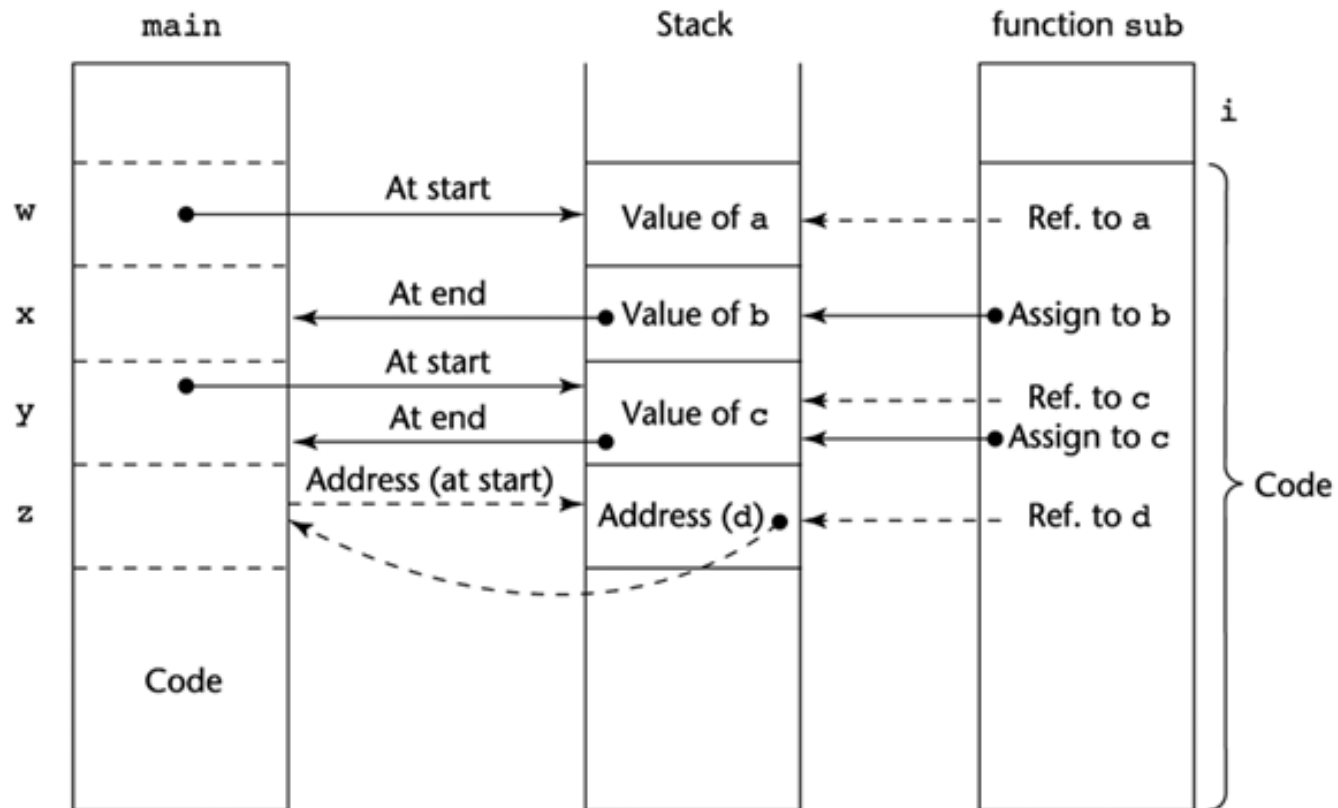 main
Stack
function sub
i
w
At start
Value of a
Ref. to a
x
At end
Value of b
Assign to b
y
At start
At end
Value of c
Ref. to c
Assign to c
z
Address (at start)
Address (d)
Ref. to d
Code
Code